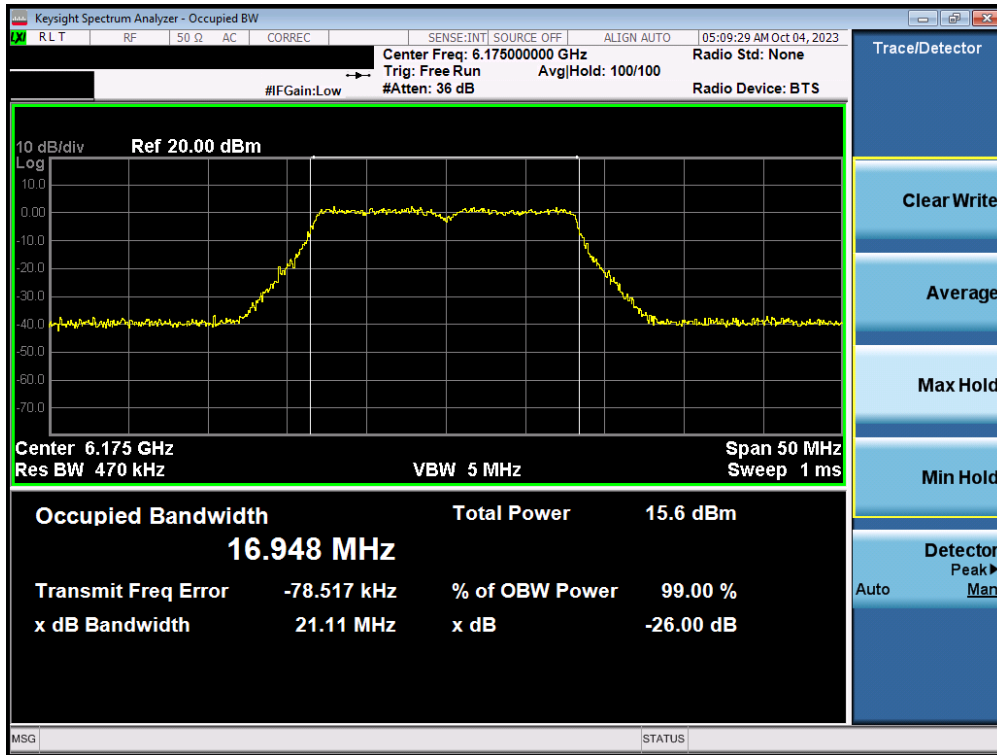 Keysight Spectrum Analyzer - Occupied BW
LXI RLT RF 50 Ω AC CORREC SENSE:INT SOURCE OFF ALIGN AUTO 05:09:29 AM Oct 04, 2023
Center Freq: 6.175000000 GHz Radio Std: None
Trig: Free Run Avg|Hold: 100/100
#IFGain:Low #Atten: 36 dB Radio Device: BTS
10 dB/div Ref 20.00 dBm
Log
10.0
0.00
-10.0
-20.0
-30.0
-40.0
-50.0
-60.0
-70.0
Center 6.175 GHz Span 50 MHz
Res BW 470 kHz VBW 5 MHz Sweep 1 ms
Occupied Bandwidth Total Power 15.6 dBm
16.948 MHz
Transmit Freq Error -78.517 kHz % of OBW Power 99.00 %
x dB Bandwidth 21.11 MHz x dB -26.00 dB
MSG STATUS
Trace/Detector
Clear Write
Average
Max Hold
Min Hold
Detector
Peak▶
Auto Man